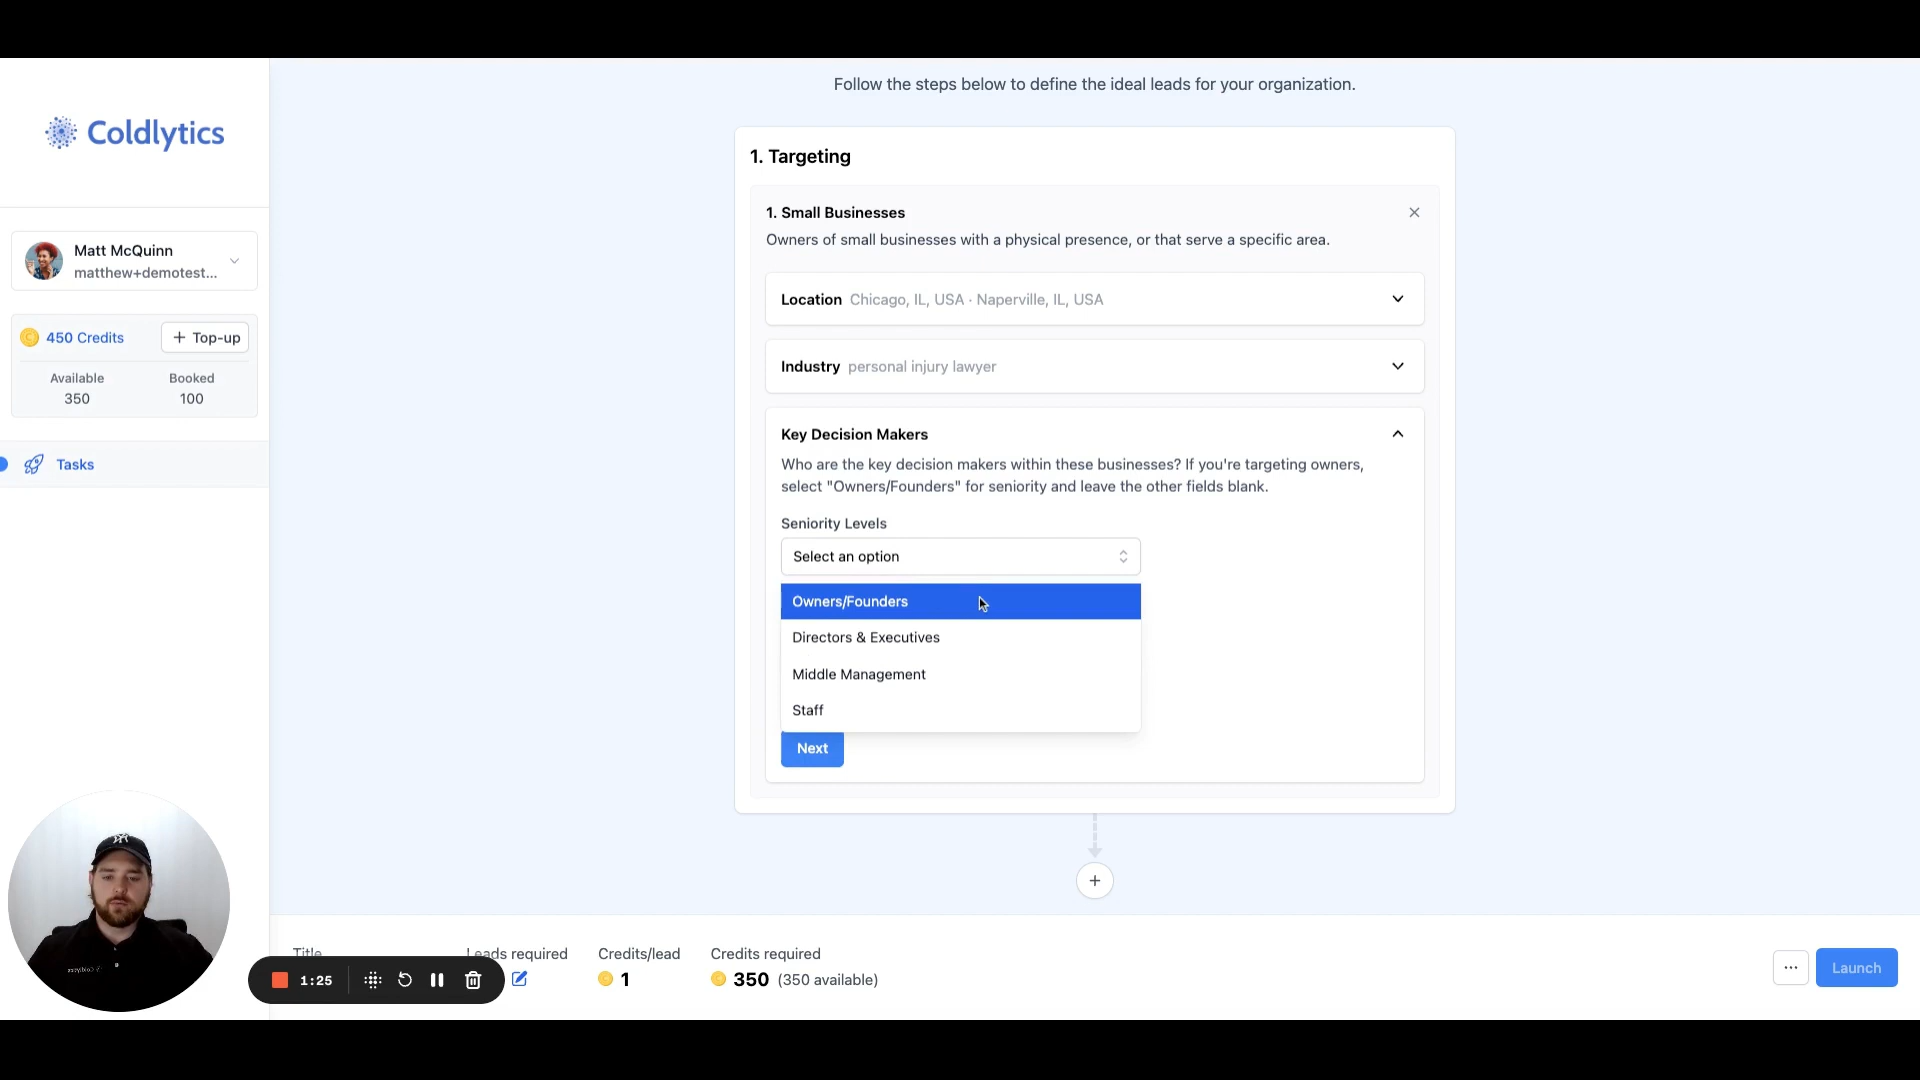 Follow the steps below to define the ideal leads for your organization.
Coldlytics
Matt McQuinn
matthew+demotest...
450 Credits
Top-up
Available
Booked
350
100
Tasks
1. Targeting
1. Small Businesses
Owners of small businesses with a physical presence, or that serve a specific area.
Location Chicago, IL, USA · Naperville, IL, USA
Industry personal injury lawyer
Key Decision Makers
Who are the key decision makers within these businesses? If you're targeting owners,
select "Owners/Founders" for seniority and leave the other fields blank.
Seniority Levels
Select an option
Owners/Founders
Directors & Executives
Middle Management
Staff
Next
Title
Leads required
Credits/lead
Credits required
1:25
1
350 (350 available)
Launch